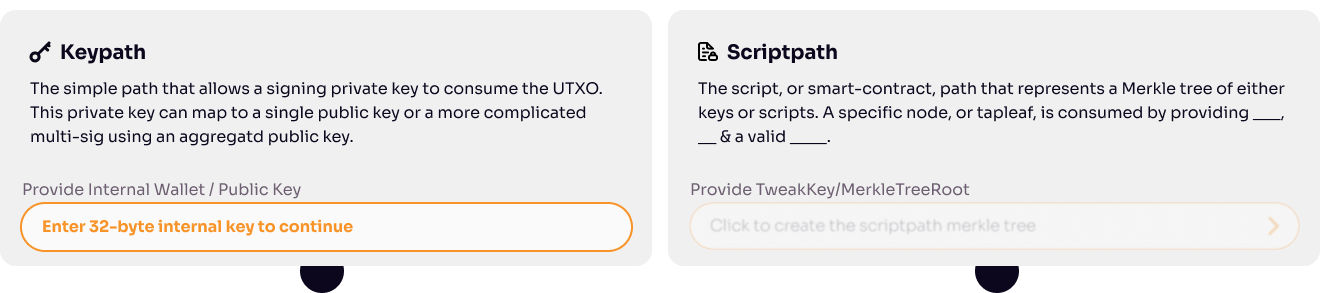 Keypath
The simple path that allows a signing private key to consume the UTXO.
This private key can map to a single public key or a more complicated
multi-sig using an aggregatd public key.
Provide Internal Wallet / Public Key
Enter 32-byte internal key to continue
Scriptpath
The script, or smart-contract, path that represents a Merkle tree of either
keys or scripts. A specific node, or tapleaf, is consumed by providing ___,
__ & a valid ____.
Provide TweakKey/MerkleTreeRoot
Click to create the scriptpath merkle tree